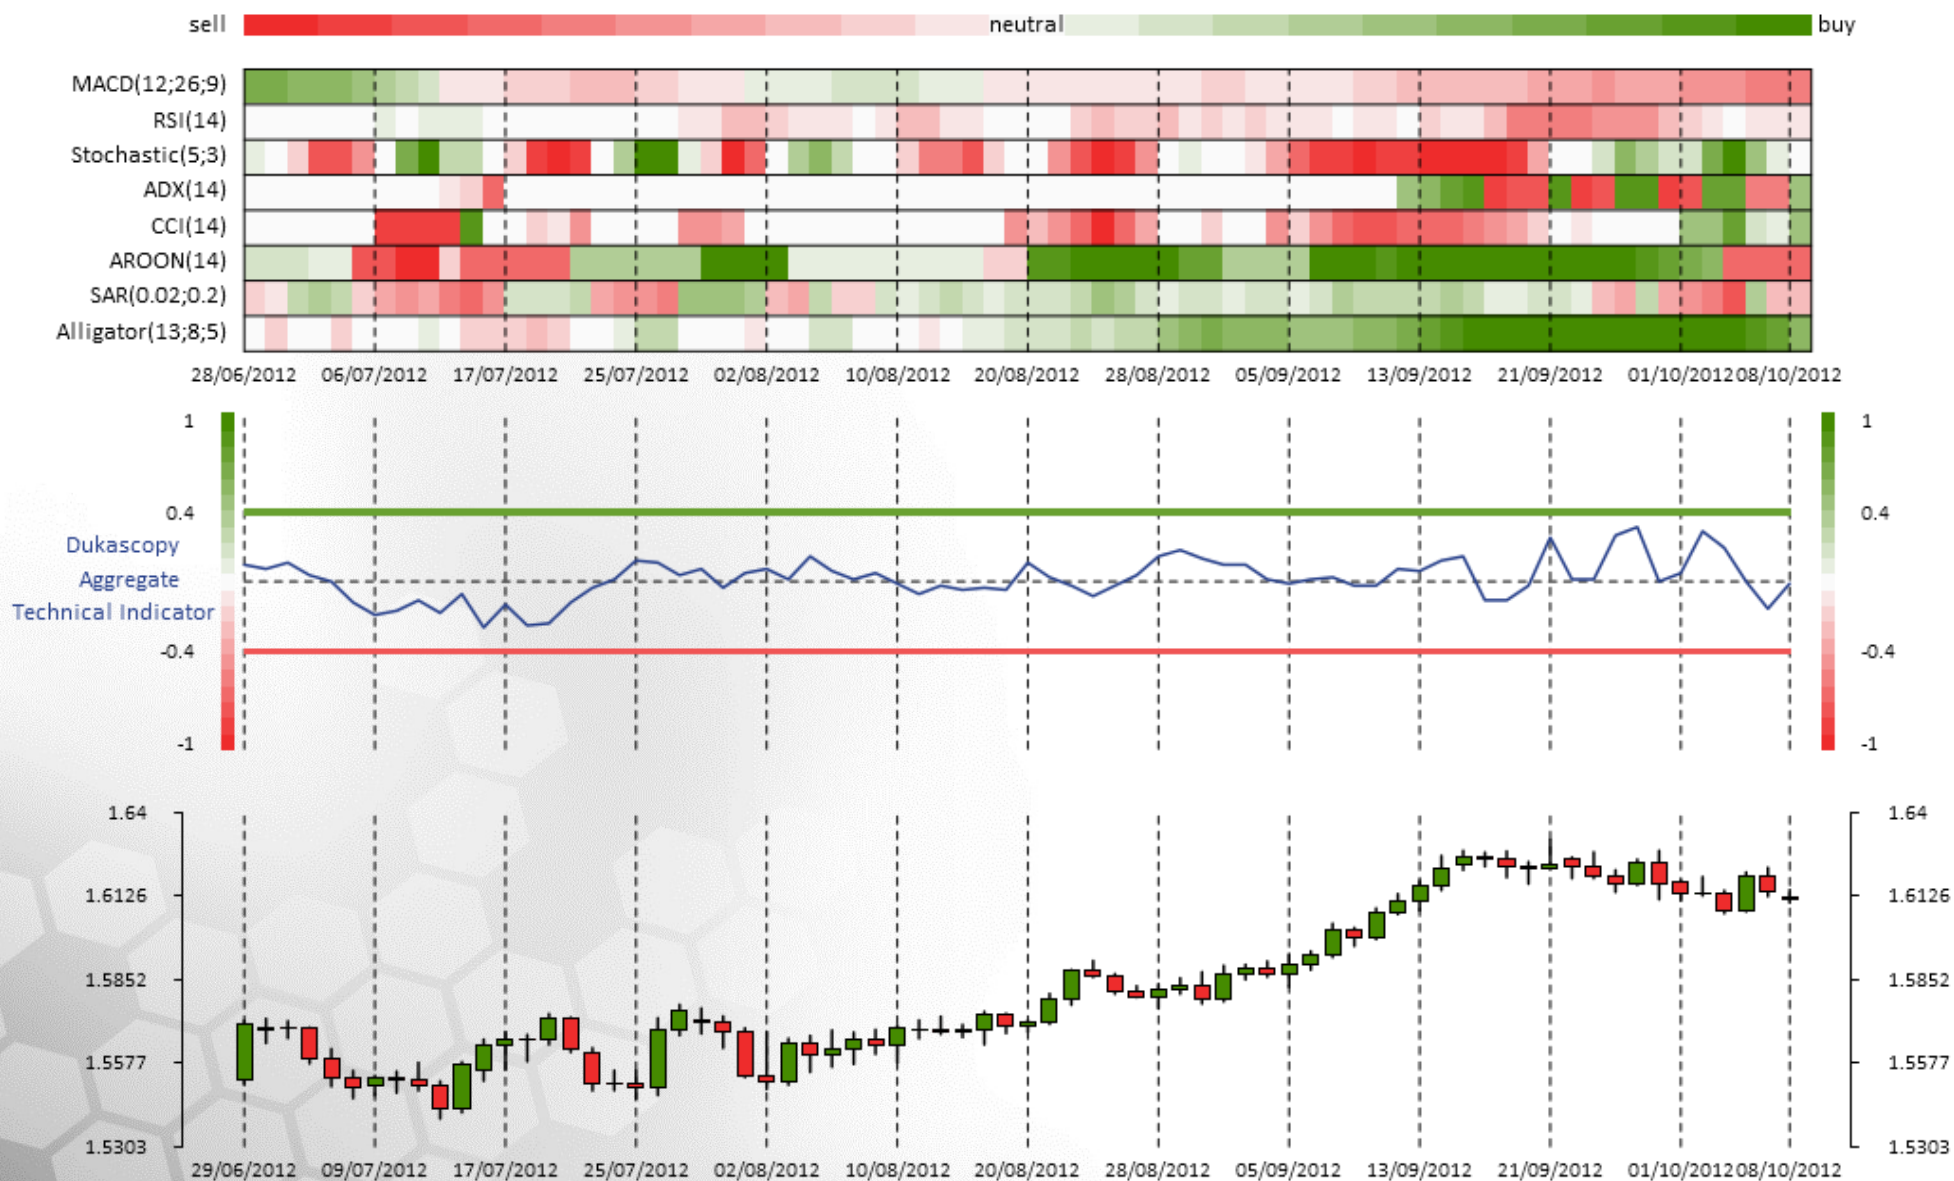 sell neutral buy
MACD(12;26;9)
RSI(14)
Stochastic(5;3)
ADX(14)
CCI(14)
AROON(14)
SAR(0.02;0.2)
Alligator(13;8;5)
28/06/2012 06/07/2012 17/07/2012 25/07/2012 02/08/2012 10/08/2012 20/08/2012 28/08/2012 05/09/2012 13/09/2012 21/09/2012 01/10/2012 08/10/2012
1 1
0.4 0.4
Dukascopy
Aggregate
Technical Indicator
-0.4 -0.4
-1 -1
1.64 1.64
1.6126 1.6126
1.5852 1.5852
1.5577 1.5577
1.5303 1.5303
29/06/2012 09/07/2012 17/07/2012 25/07/2012 02/08/2012 10/08/2012 20/08/2012 28/08/2012 05/09/2012 13/09/2012 21/09/2012 01/10/2012 08/10/2012